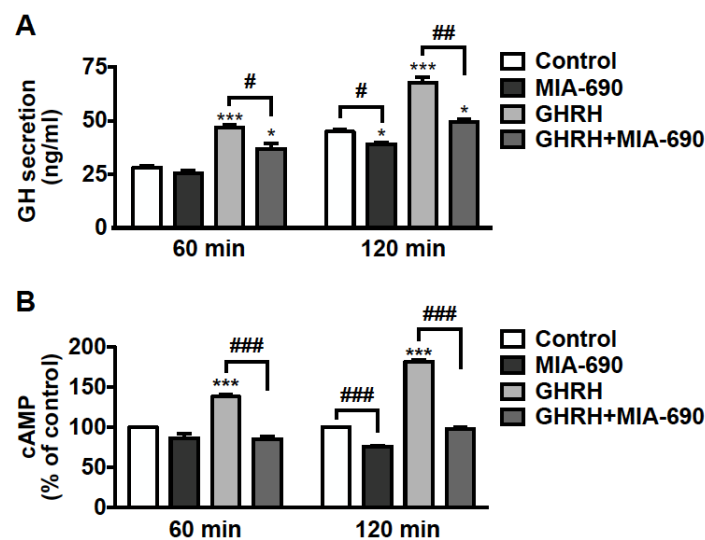 A
GH secretion
(ng/ml)
75
50
25
0
#
***
*
#
*
##
***
*
60 min
120 min
Control
MIA-690
GHRH
GHRH+MIA-690
B
cAMP
(% of control)
200
150
100
50
0
###
***
###
###
***
60 min
120 min
Control
MIA-690
GHRH
GHRH+MIA-690